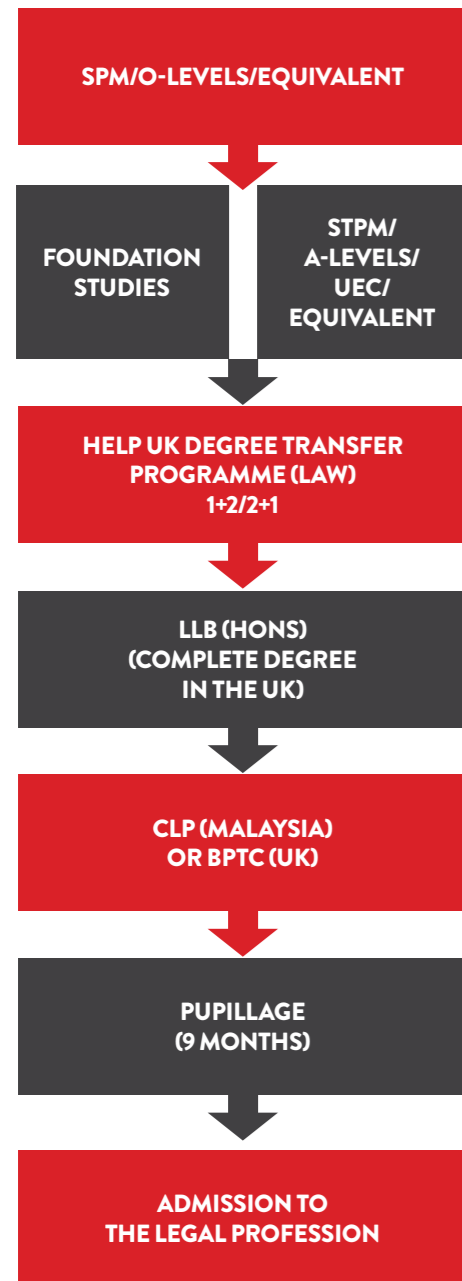 SPM/O-LEVELS/EQUIVALENT
FOUNDATION
STUDIES
STPM/
A-LEVELS/
UEC/
EQUIVALENT
HELP UK DEGREE TRANSFER
PROGRAMME (LAW)
1+2/2+1
LLB (HONS)
(COMPLETE DEGREE
IN THE UK)
CLP (MALAYSIA)
OR BPTC (UK)
PUPILLAGE
(9 MONTHS)
ADMISSION TO
THE LEGAL PROFESSION